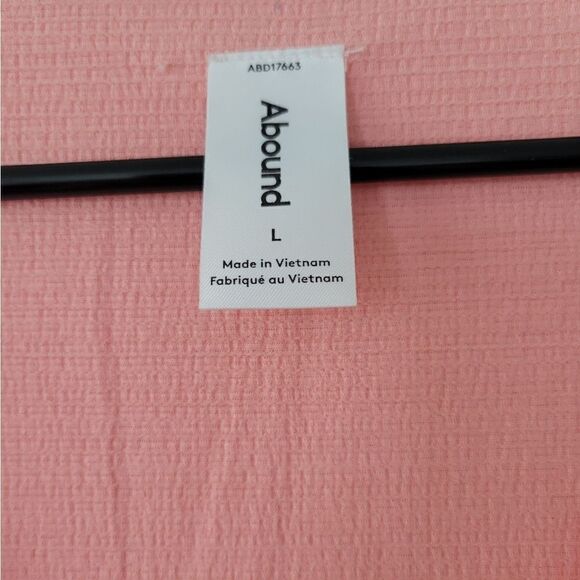 ABD17663
Abound
L
Made in Vietnam
Fabriqué au Vietnam